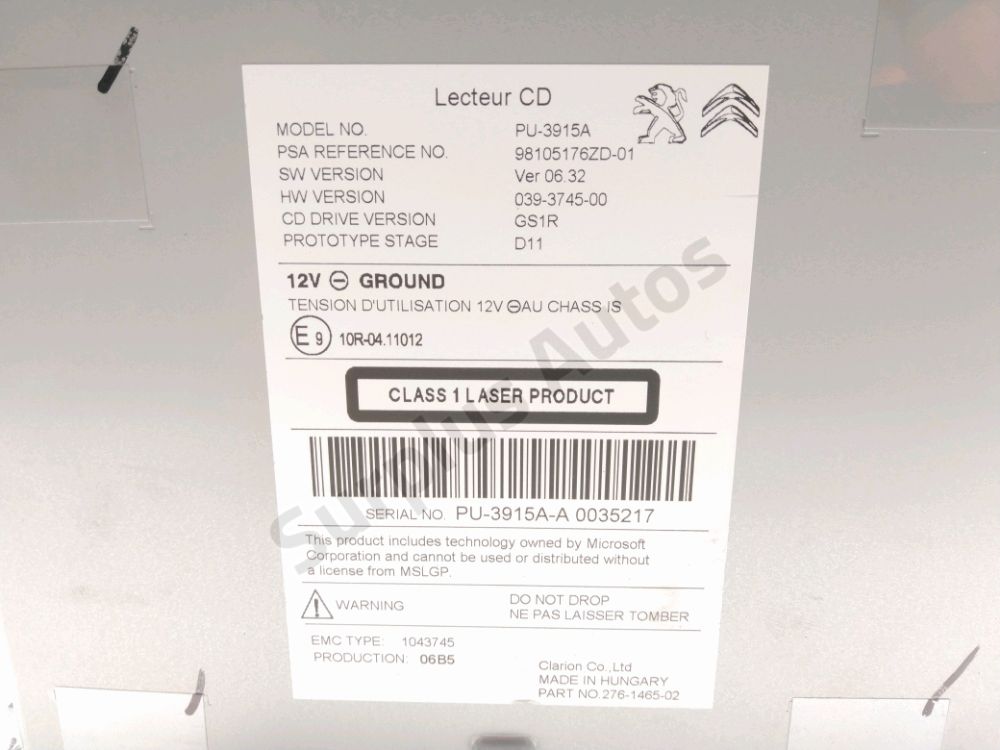 Lecteur CD
MODEL NO. PU-3915A
PSA REFERENCE NO. 98105176ZD-01
SW VERSION Ver 06.32
HW VERSION 039-3745-00
CD DRIVE VERSION GS1R
PROTOTYPE STAGE D11
12V ⊖ GROUND
TENSION D'UTILISATION 12V ⊖AU CHASS IS
E9 10R-04.11012
CLASS 1 LASER PRODUCT
SERIAL NO. PU-3915A-A 0035217
This product includes technology owned by Microsoft
Corporation and cannot be used or distributed without
a license from MSLGP.
WARNING DO NOT DROP
NE PAS LAISSER TOMBER
EMC TYPE: 1043745
PRODUCTION: 06B5
Clarion Co.,Ltd
MADE IN HUNGARY
PART NO.276-1465-02
Surplus Autos